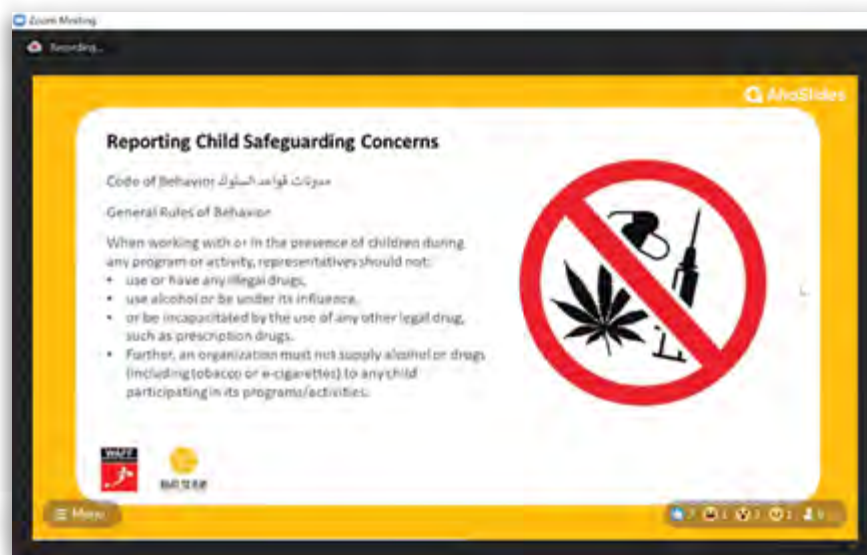 Zoom Meeting
Recording...
AhaSlides
Reporting Child Safeguarding Concerns
Code of Behavior مدونات قواعد السلوك
General Rules of Behavior
When working with or in the presence of children during
any program or activity, representatives should not:
• use or have any illegal drugs,
• use alcohol or be under its influence,
• or be incapacitated by the use of any other legal drug,
such as prescription drugs.
• Further, an organization must not supply alcohol or drugs
(including tobacco or e-cigarettes) to any child
participating in its programs/activities.
WAFF
Menu